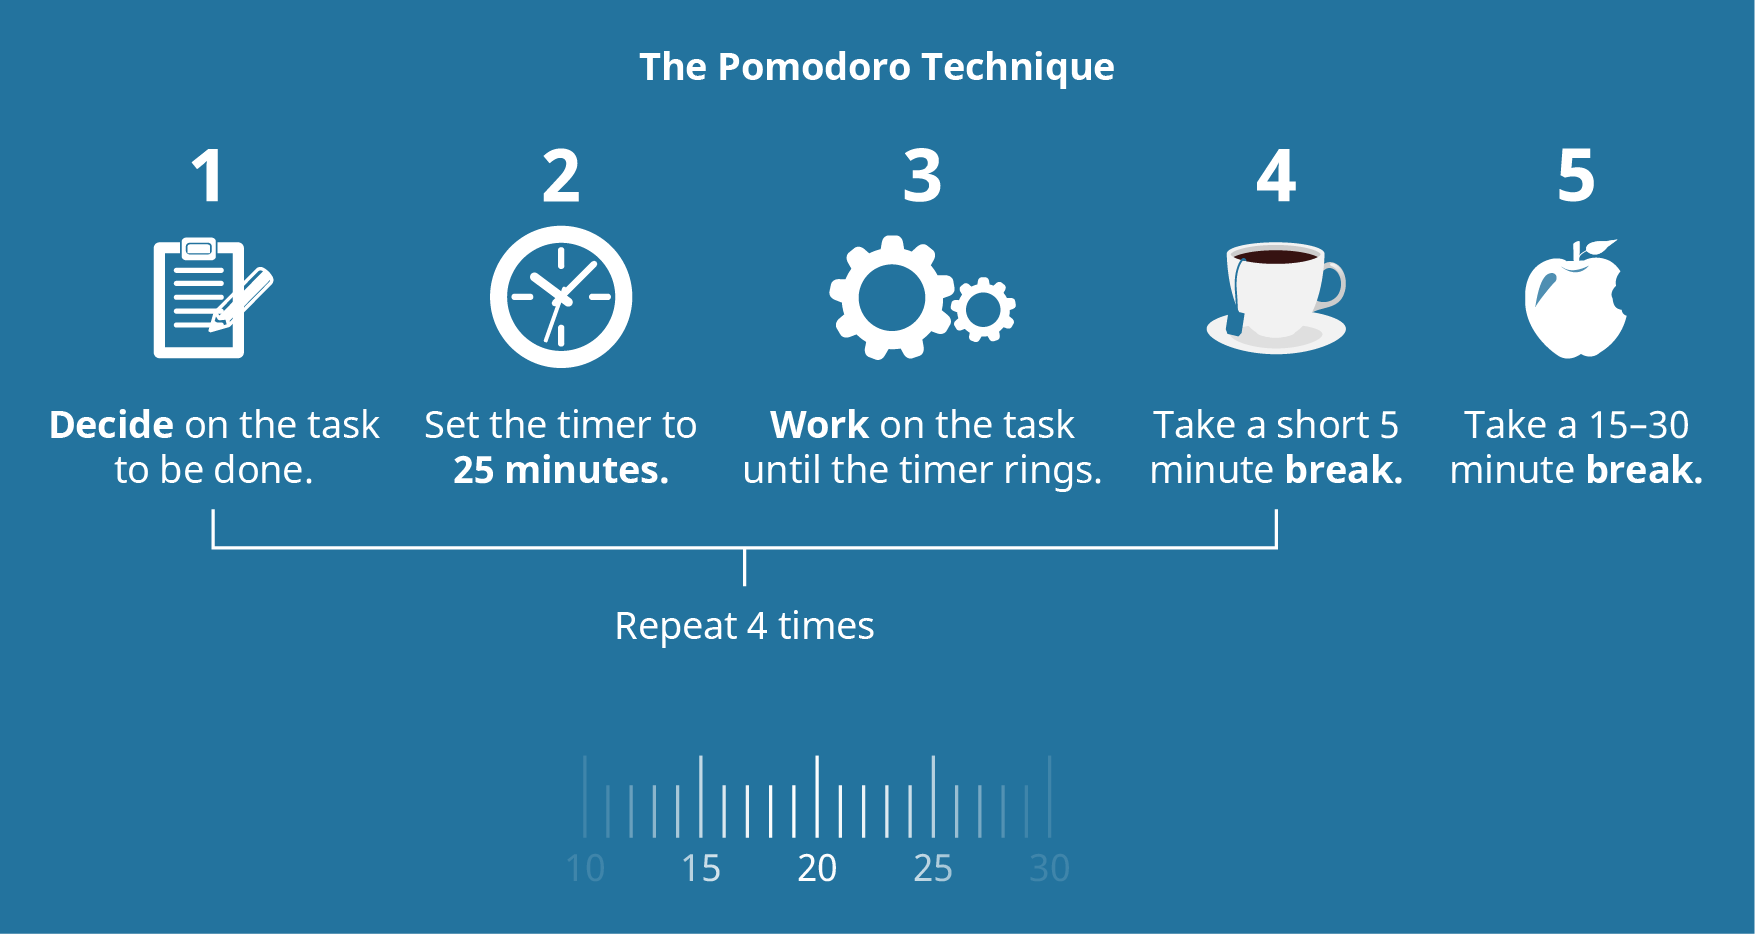 The Pomodoro Technique
1
2
3
4
5
Decide on the task
to be done.
Set the timer to
25 minutes.
Work on the task
until the timer rings.
Take a short 5
minute break.
Take a 15–30
minute break.
Repeat 4 times
10 15 20 25 30